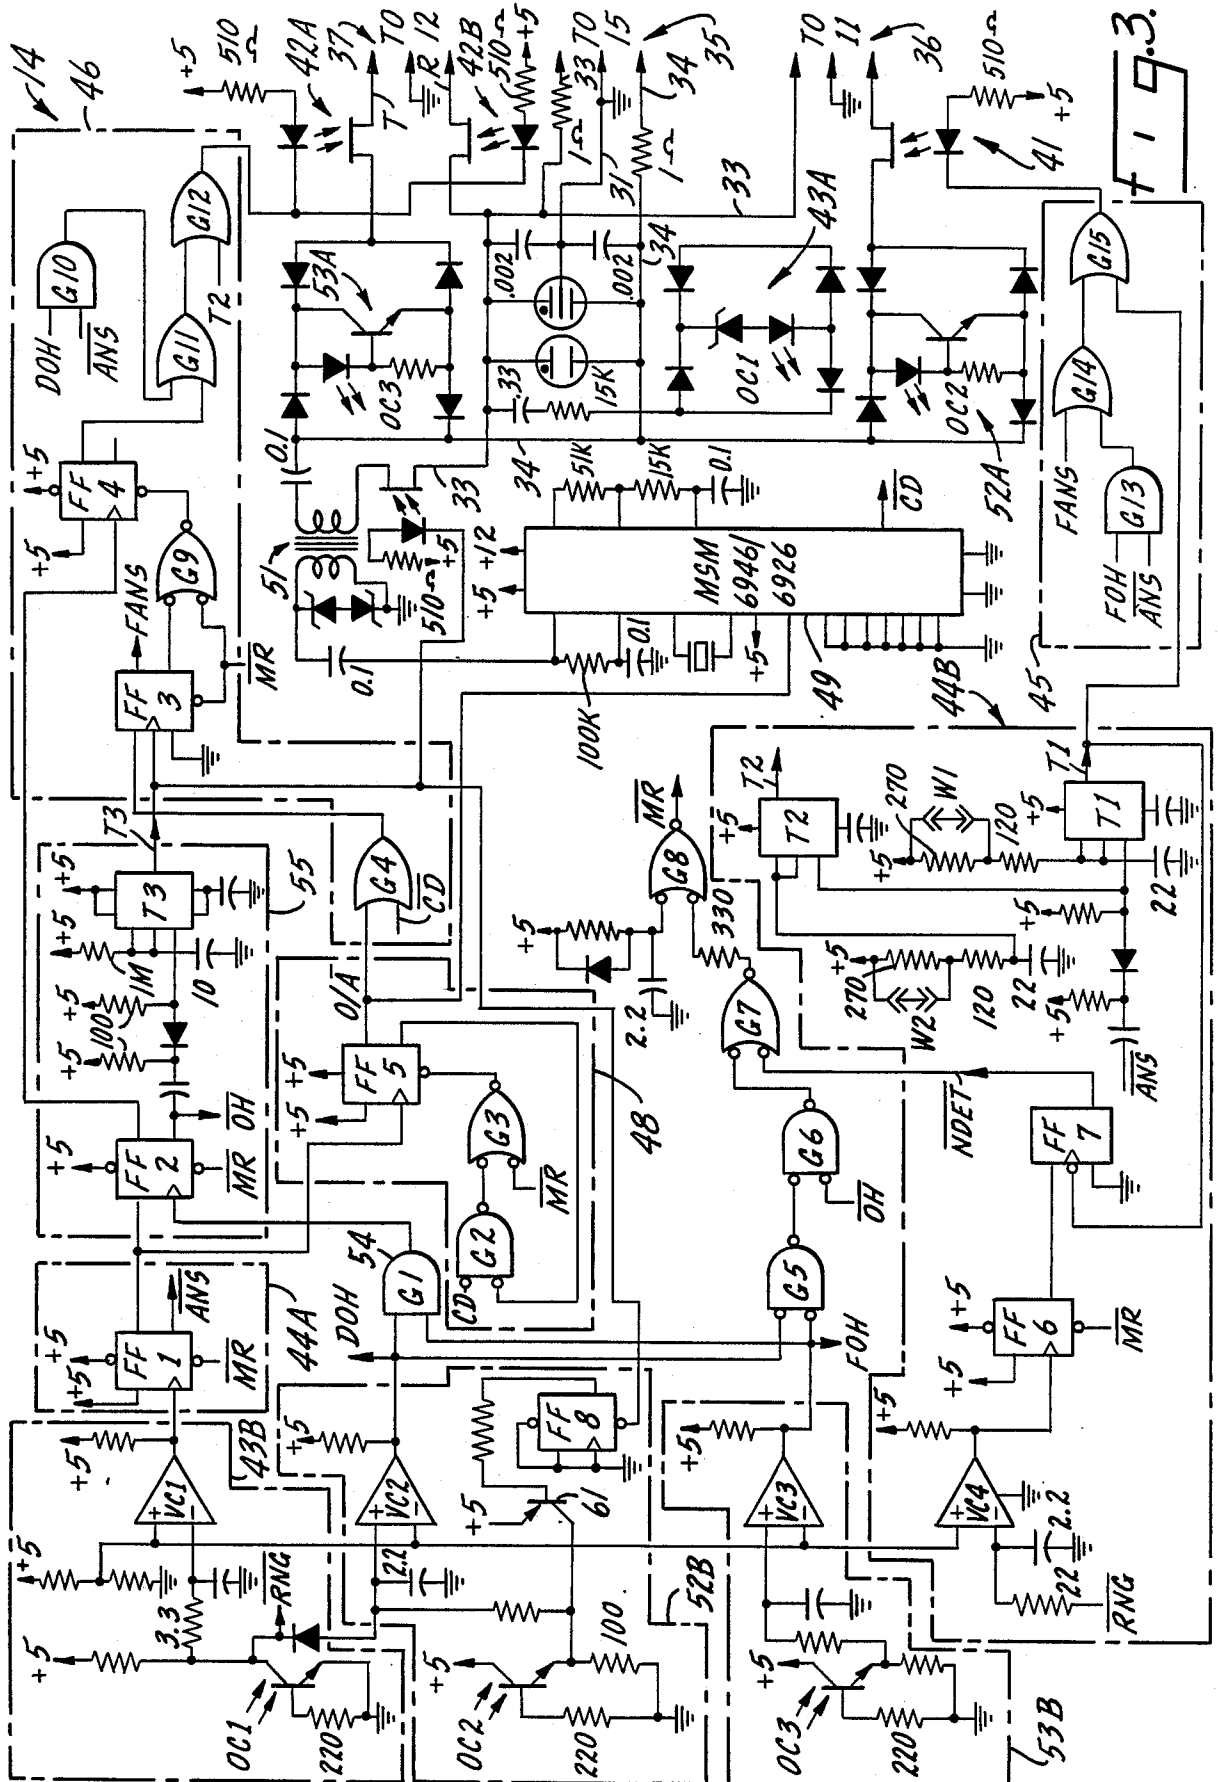 14
46
+5
510
Ω
42A
37
TO
12
R
42B
510Ω
+5
T
33
TO
15
35
34
1Ω
31
1Ω
TO
11
36
510Ω
+5
41
Fig.3.
DOH
ANS
G10
G12
T2
G11
+5
FF
4
+5
G9
FANS
FF
3
MR
T3
+5
+5
T3
1M
10
+5
100
+5
55
OH
+5
FF
2
MR
53A
OC3
.002
.002
34
33
.33
15K
43A
OC1
OC2
52A
0.1
51
33
34
+5
510Ω
0.1
51K
15K
0.1
+12
+5
MSM
6946/
6926
CD
+5
0.1
100K
49
45
44B
FANS
G14
G15
FOH
ANS
G13
G4
CD
O/A
+5
+5
FF
5
G3
MR
G2
CD
48
ANS
+5
+5
FF
1
MR
44A
54
G1
DOH
FOH
G5
G6
OH
G7
330
G8
MR
+5
2.2
NDET
+5
T2
T2
270
W1
+5
120
22
+5
T1
T1
+5
270
W2
120
22
+5
+5
ANS
FF
7
+5
+5
FF
6
MR
+5
43B
VC1
+5
3.3
RNG
+5
OC1
220
+5
VC2
2.2
+5
61
FF
8
52B
+5
OC2
100
220
+5
VC3
+5
OC3
220
53B
+5
VC4
2.2
22
RNG